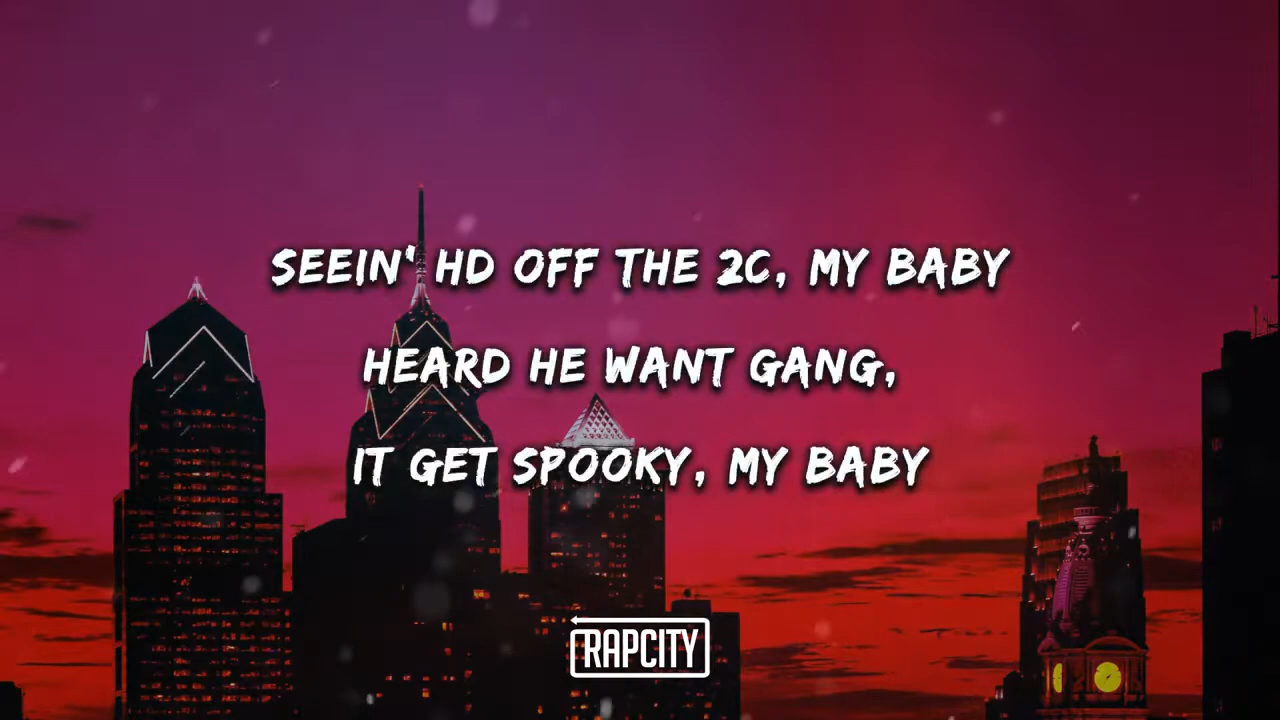 SEEIN' HD OFF THE 2C, MY BABY
HEARD HE WANT GANG,
IT GET SPOOKY, MY BABY
RAPCITY